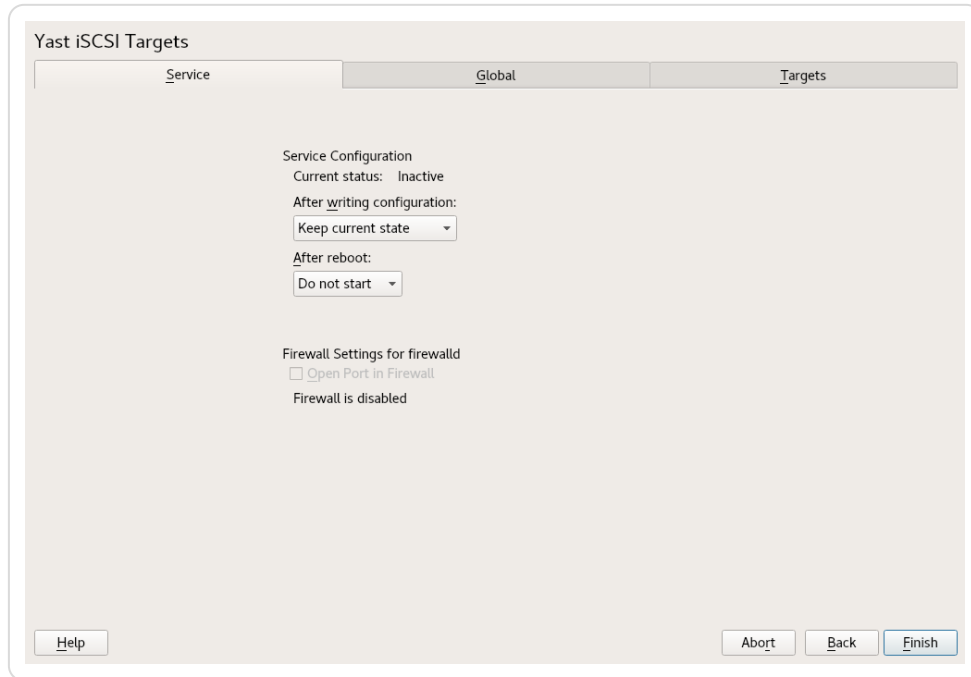 Yast iSCSI Targets
Service Global Targets
Service Configuration
Current status: Inactive
After writing configuration:
Keep current state
After reboot:
Do not start
Firewall Settings for firewalld
Open Port in Firewall
Firewall is disabled
Help Abort Back Finish